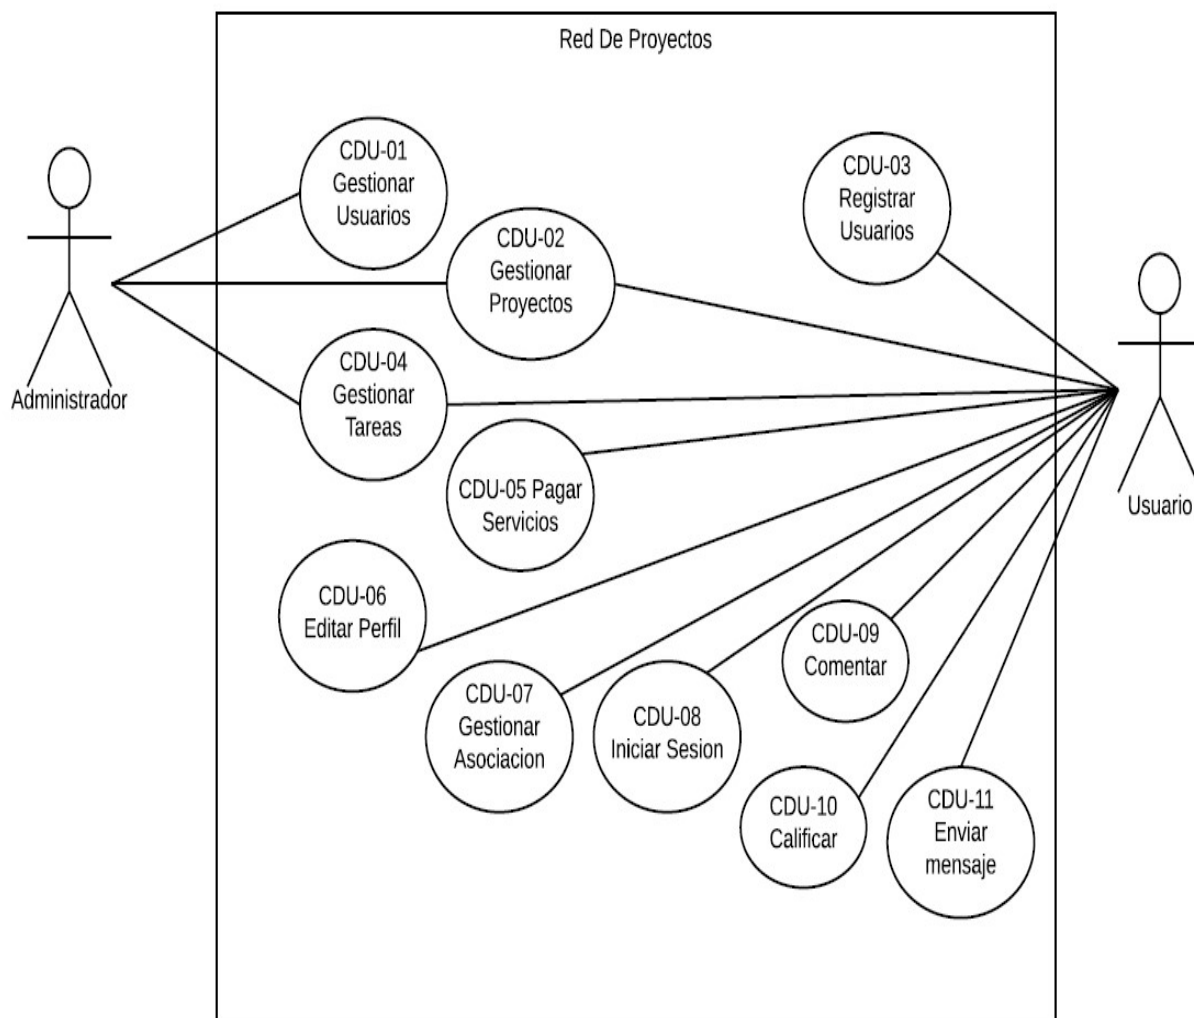 Red De Proyectos
CDU-01
Gestionar
Usuarios
CDU-03
Registrar
Usuarios
CDU-02
Gestionar
Proyectos
CDU-04
Gestionar
Tareas
Administrador
CDU-05 Pagar
Servicios
Usuario
CDU-06
Editar Perfil
CDU-09
Comentar
CDU-07
Gestionar
Asociacion
CDU-08
Iniciar Sesion
CDU-10
Calificar
CDU-11
Enviar
mensaje